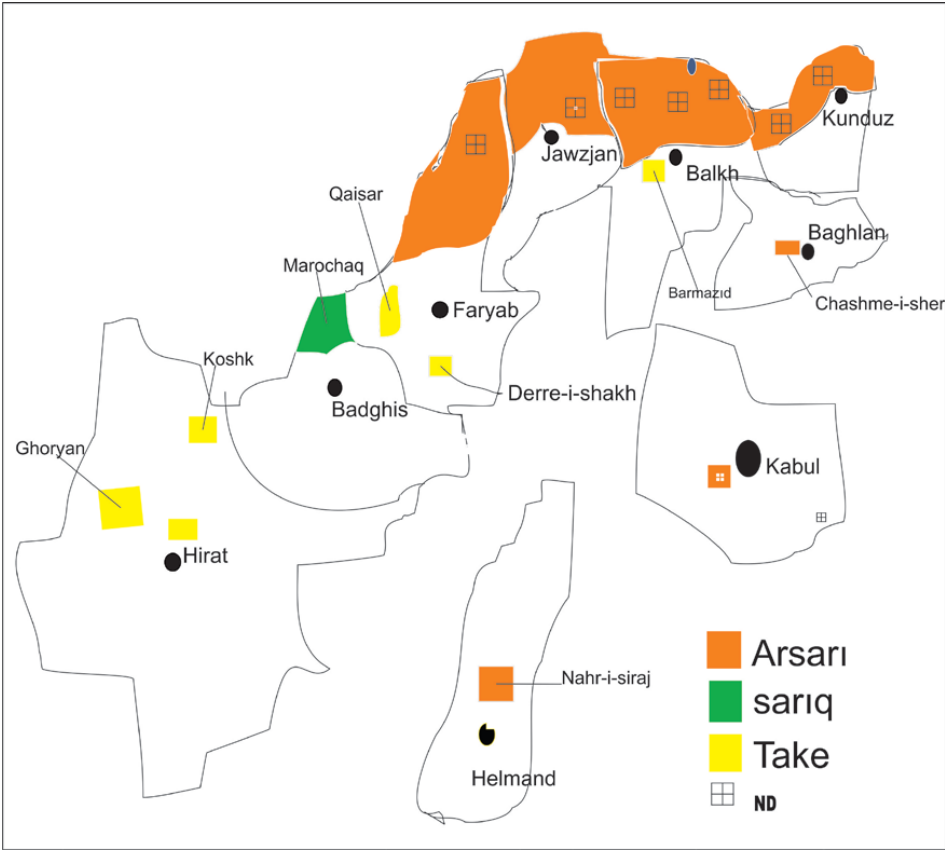 Kunduz
Jawzjan
Balkh
Qaisar
Baghlan
Marochaq
Barmazid
Chashme-i-sher
Faryab
Koshk
Derre-i-shakh
Badghis
Ghoryan
Kabul
Hirat
Nahr-i-siraj
Helmand
Arsarı
sarıq
Take
ND